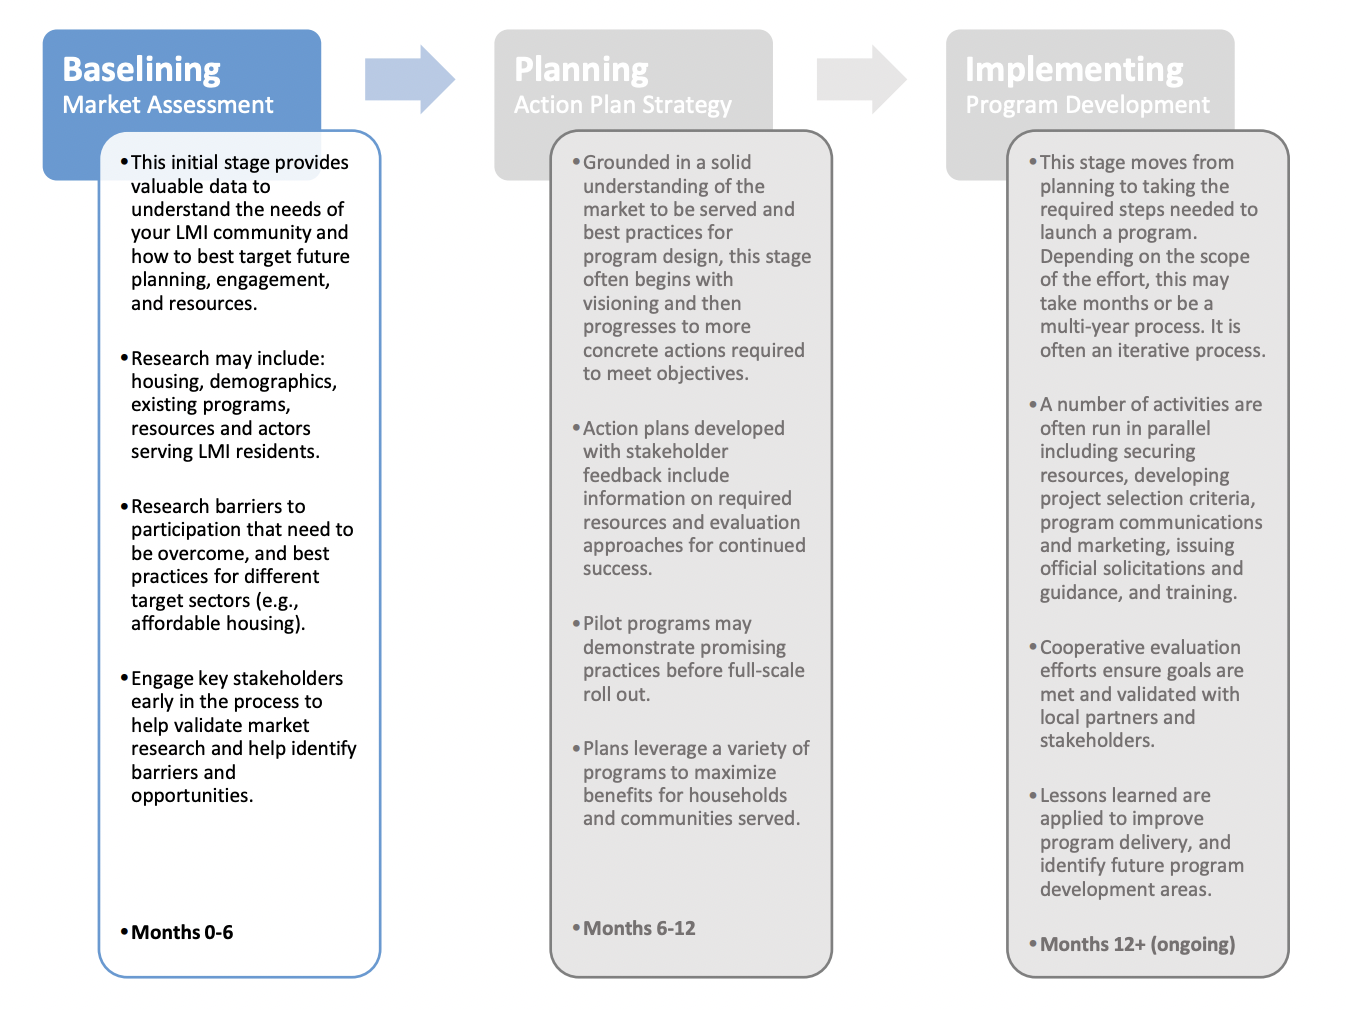 Baselining
Market Assessment
•This initial stage provides
valuable data to
understand the needs of
your LMI community and
how to best target future
planning, engagement,
and resources.
•Research may include:
housing, demographics,
existing programs,
resources and actors
serving LMI residents.
•Research barriers to
participation that need to
be overcome, and best
practices for different
target sectors (e.g.,
affordable housing).
•Engage key stakeholders
early in the process to
help validate market
research and help identify
barriers and
opportunities.
•Months 0-6
Planning
Action Plan Strategy
•Grounded in a solid
understanding of the
market to be served and
best practices for
program design, this stage
often begins with
visioning and then
progresses to more
concrete actions required
to meet objectives.
•Action plans developed
with stakeholder
feedback include
information on required
resources and evaluation
approaches for continued
success.
•Pilot programs may
demonstrate promising
practices before full-scale
roll out.
•Plans leverage a variety of
programs to maximize
benefits for households
and communities served.
•Months 6-12
Implementing
Program Development
•This stage moves from
planning to taking the
required steps needed to
launch a program.
Depending on the scope
of the effort, this may
take months or be a
multi-year process. It is
often an iterative process.
•A number of activities are
often run in parallel
including securing
resources, developing
project selection criteria,
program communications
and marketing, issuing
official solicitations and
guidance, and training.
•Cooperative evaluation
efforts ensure goals are
met and validated with
local partners and
stakeholders.
•Lessons learned are
applied to improve
program delivery, and
identify future program
development areas.
•Months 12+ (ongoing)